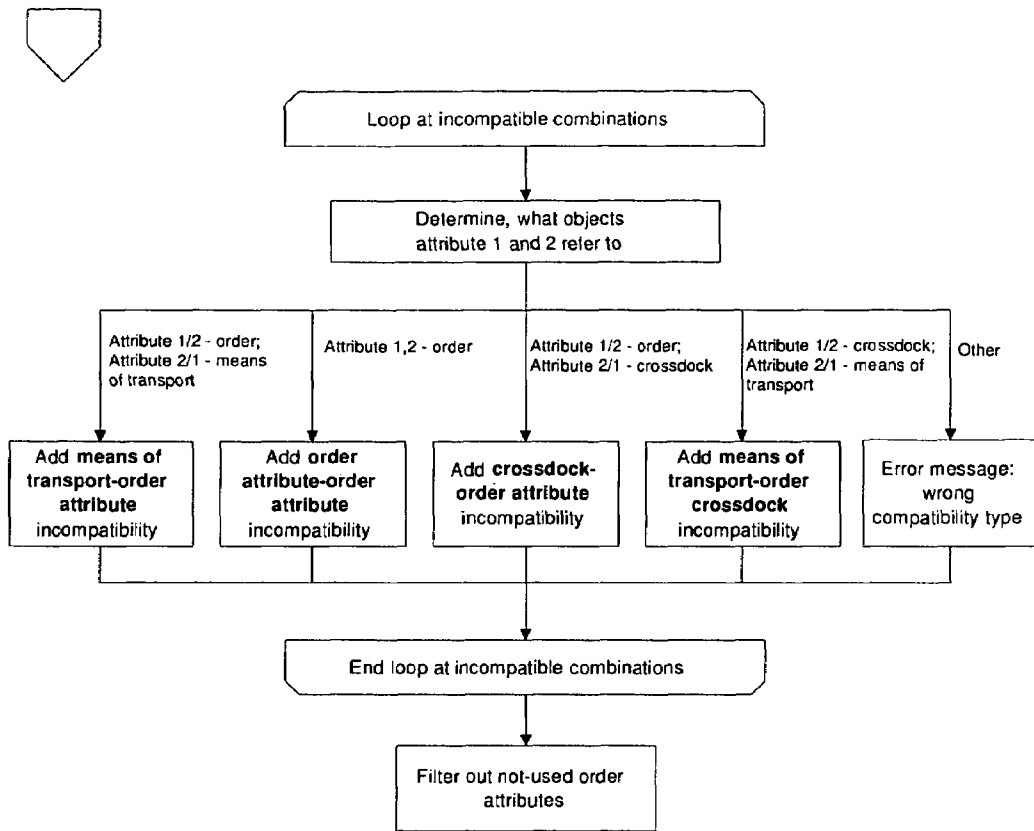 Loop at incompatible combinations
Determine, what objects
attribute 1 and 2 refer to
Attribute 1/2 - order;
Attribute 2/1 - means
of transport
Attribute 1,2 - order
Attribute 1/2 - order;
Attribute 2/1 - crossdock
Attribute 1/2 - crossdock;
Attribute 2/1 - means of
transport
Other
Add means of
transport-order
attribute
incompatibility
Add order
attribute-order
attribute
incompatibility
Add crossdock-
order attribute
incompatibility
Add means of
transport-order
crossdock
incompatibility
Error message:
wrong
compatibility type
End loop at incompatible combinations
Filter out not-used order
attributes